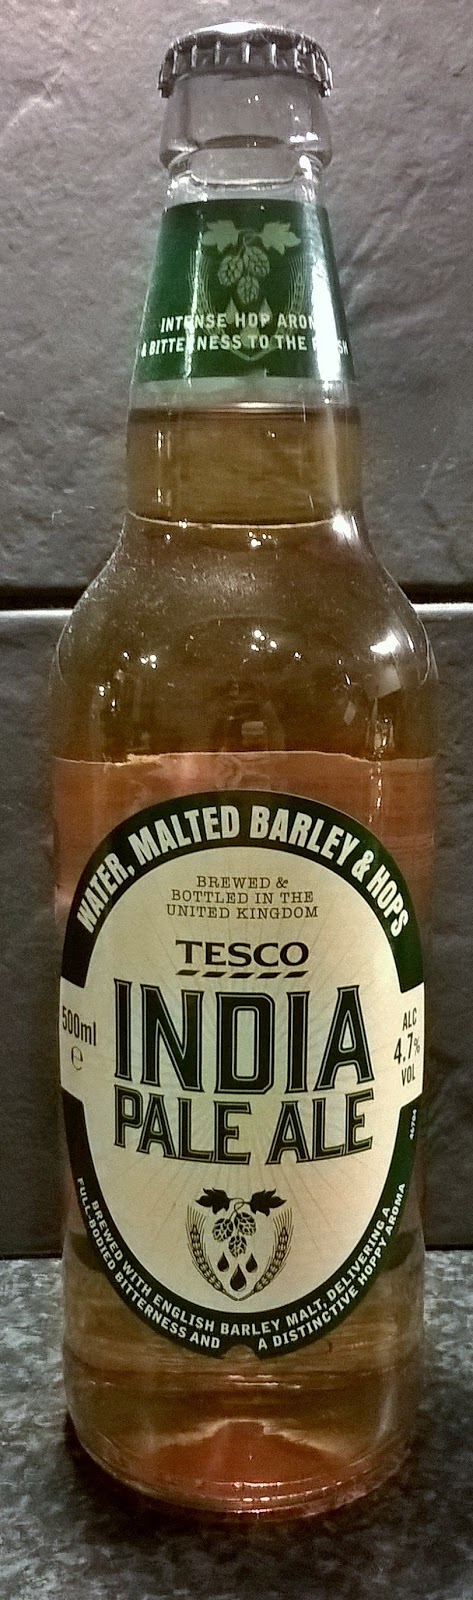 INTENSE HOP
& BITTERNESS TO THE
WATER, MALTED BARLEY & HOPS
BREWED &
BOTTLED IN THE
UNITED KINGDOM
TESCO
INDIA
PALE ALE
500ml
e
ALC
4.7%
VOL
BREWED WITH ENGLISH BARLEY MALT, DELIVERING A
FULL-BODIED BITTERNESS AND A DISTINCTIVE HOPPY AROMA